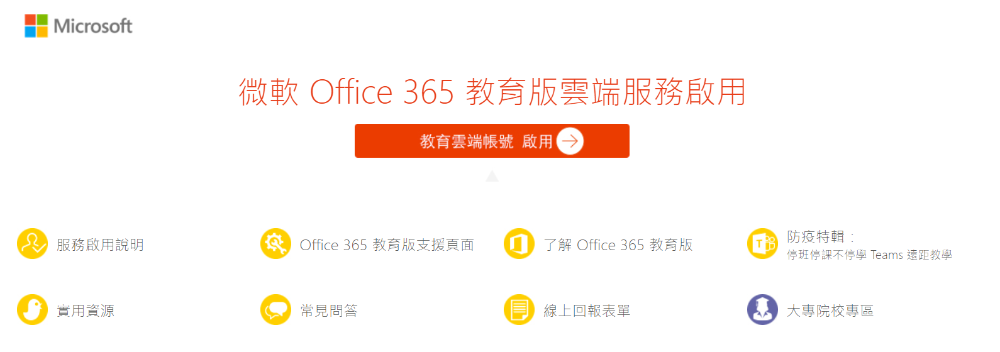 Microsoft
微軟 Office 365 教育版雲端服務啟用
教育雲端帳號 啟用
服務啟用說明
Office 365 教育版支援頁面
了解 Office 365 教育版
防疫特輯：
停班停課不停學 Teams 遠距教學
實用資源
常見問答
線上回報表單
大專院校專區